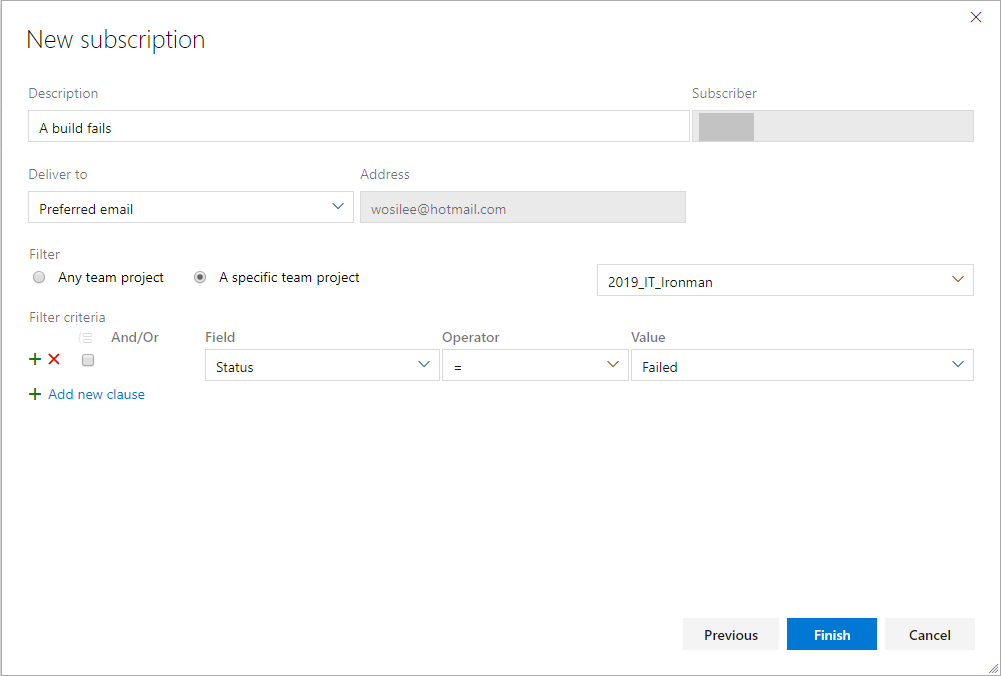 New subscription
Description Subscriber
A build fails
Deliver to Address
Preferred email wosilee@hotmail.com
Filter
Any team project A specific team project 2019_IT_Ironman
Filter criteria
And/Or Field Operator Value
Status = Failed
Add new clause
Previous Finish Cancel